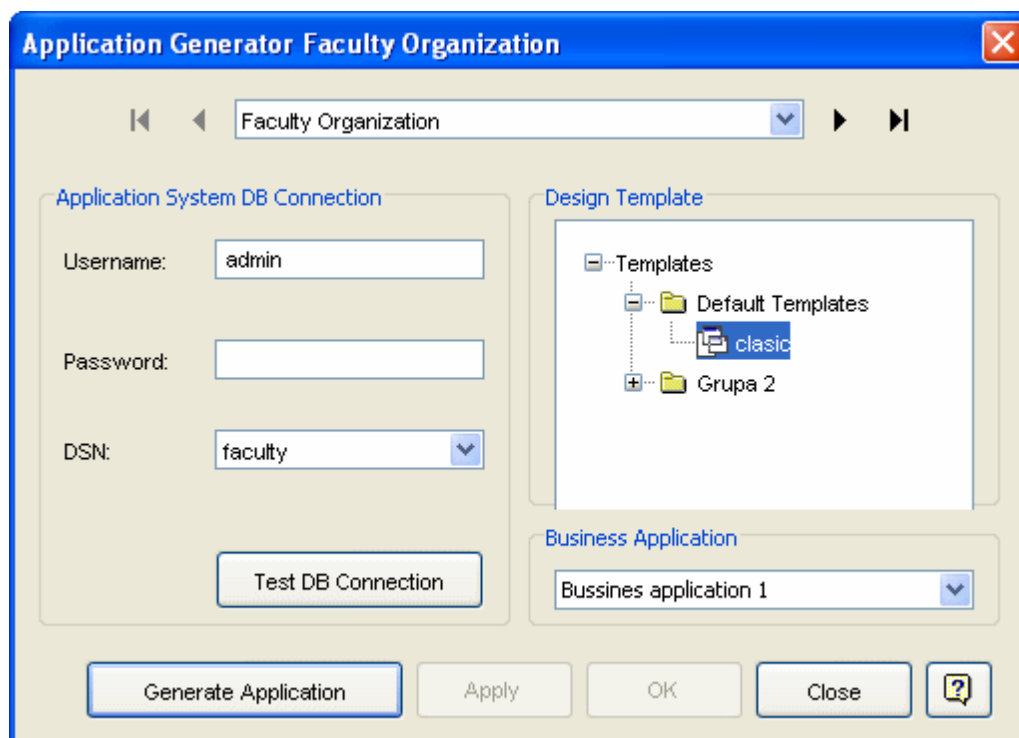 Application Generator Faculty Organization
Faculty Organization
Application System DB Connection
Username:
admin
Password:
DSN:
faculty
Test DB Connection
Design Template
Templates
Default Templates
clasic
Grupa 2
Business Application
Bussines application 1
Generate Application
Apply
OK
Close
?